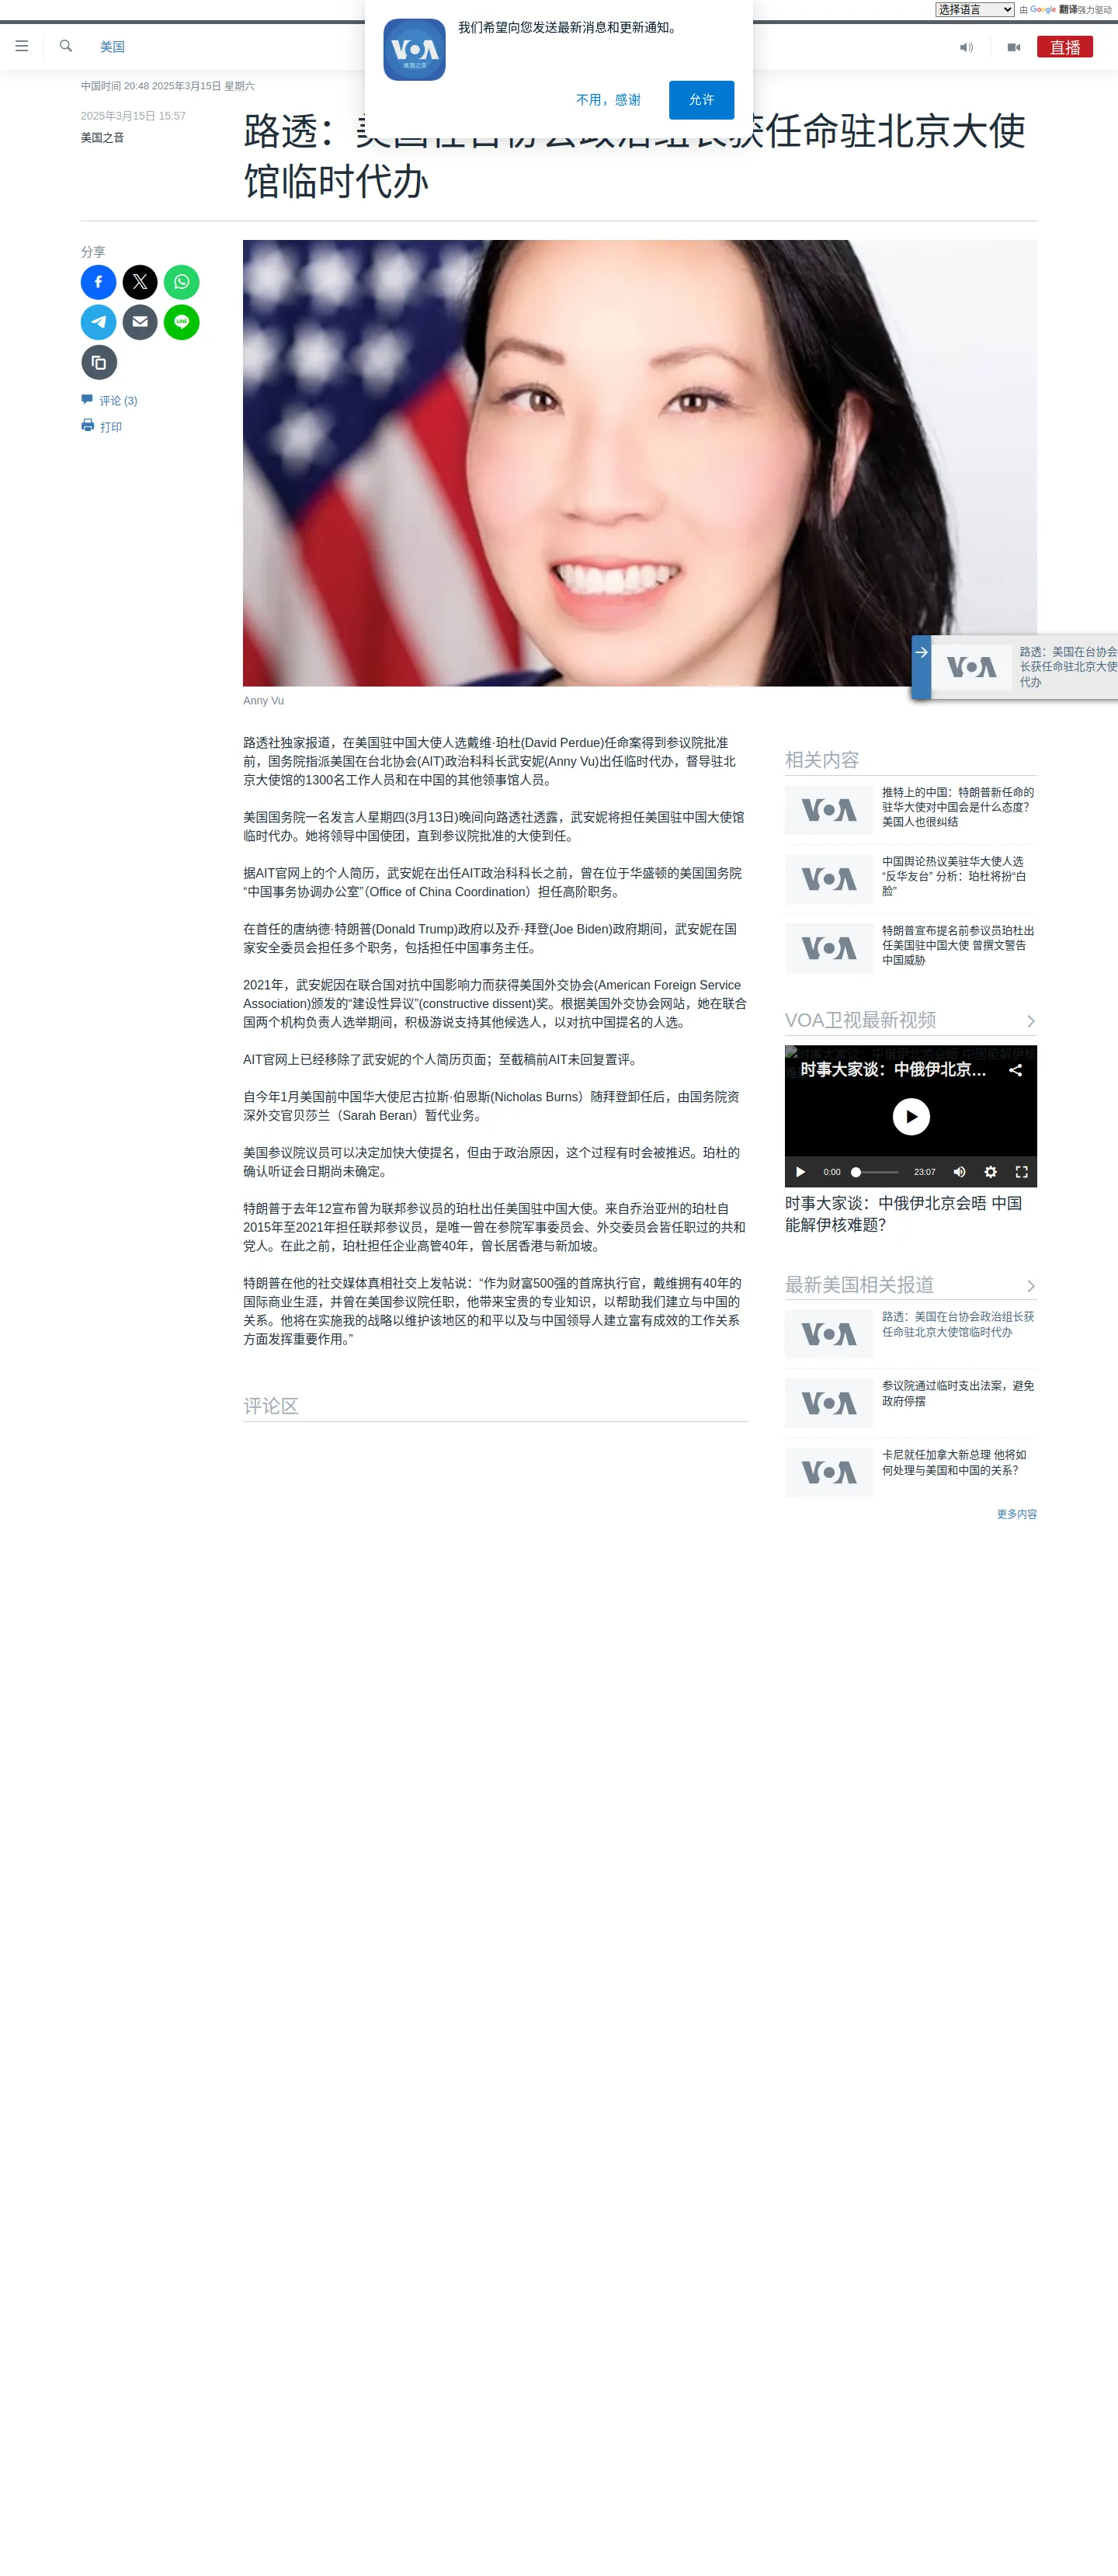 选择语言
由 Google 翻译强力驱动
美国
直播
VOA
美国之音
我们希望向您发送最新消息和更新通知。
不用，感谢
允许
中国时间 20:48 2025年3月15日 星期六
2025年3月15日 15:57
美国之音
路透：美国在台协会政治组长获任命驻北京大使
馆临时代办
分享
LINE
评论 (3)
打印
Anny Vu
VOA
路透：美国在台协会
长获任命驻北京大使
代办
路透社独家报道，在美国驻中国大使人选戴维·珀杜(David Perdue)任命案得到参议院批准
前，国务院指派美国在台北协会(AIT)政治科科长武安妮(Anny Vu)出任临时代办，督导驻北
京大使馆的1300名工作人员和在中国的其他领事馆人员。
美国国务院一名发言人星期四(3月13日)晚间向路透社透露，武安妮将担任美国驻中国大使馆
临时代办。她将领导中国使团，直到参议院批准的大使到任。
据AIT官网上的个人简历，武安妮在出任AIT政治科科长之前，曾在位于华盛顿的美国国务院
“中国事务协调办公室”（Office of China Coordination）担任高阶职务。
在首任的唐纳德·特朗普(Donald Trump)政府以及乔·拜登(Joe Biden)政府期间，武安妮在国
家安全委员会担任多个职务，包括担任中国事务主任。
2021年，武安妮因在联合国对抗中国影响力而获得美国外交协会(American Foreign Service
Association)颁发的“建设性异议”(constructive dissent)奖。根据美国外交协会网站，她在联合
国两个机构负责人选举期间，积极游说支持其他候选人，以对抗中国提名的人选。
AIT官网上已经移除了武安妮的个人简历页面；至截稿前AIT未回复置评。
自今年1月美国前中国华大使尼古拉斯·伯恩斯(Nicholas Burns）随拜登卸任后，由国务院资
深外交官贝莎兰（Sarah Beran）暂代业务。
美国参议院议员可以决定加快大使提名，但由于政治原因，这个过程有时会被推迟。珀杜的
确认听证会日期尚未确定。
特朗普于去年12宣布曾为联邦参议员的珀杜出任美国驻中国大使。来自乔治亚州的珀杜自
2015年至2021年担任联邦参议员，是唯一曾在参院军事委员会、外交委员会皆任职过的共和
党人。在此之前，珀杜担任企业高管40年，曾长居香港与新加坡。
特朗普在他的社交媒体真相社交上发帖说：“作为财富500强的首席执行官，戴维拥有40年的
国际商业生涯，并曾在美国参议院任职，他带来宝贵的专业知识，以帮助我们建立与中国的
关系。他将在实施我的战略以维护该地区的和平以及与中国领导人建立富有成效的工作关系
方面发挥重要作用。”
评论区
相关内容
VOA
推特上的中国：特朗普新任命的
驻华大使对中国会是什么态度？
美国人也很纠结
VOA
中国舆论热议美驻华大使人选
“反华友台” 分析：珀杜将扮“白
脸”
VOA
特朗普宣布提名前参议员珀杜出
任美国驻中国大使 曾撰文警告
中国威胁
VOA卫视最新视频
时事大家谈：中俄伊北京...
0:00
23:07
时事大家谈：中俄伊北京会晤 中国
能解伊核难题？
最新美国相关报道
VOA
路透：美国在台协会政治组长获
任命驻北京大使馆临时代办
VOA
参议院通过临时支出法案，避免
政府停摆
VOA
卡尼就任加拿大新总理 他将如
何处理与美国和中国的关系？
更多内容